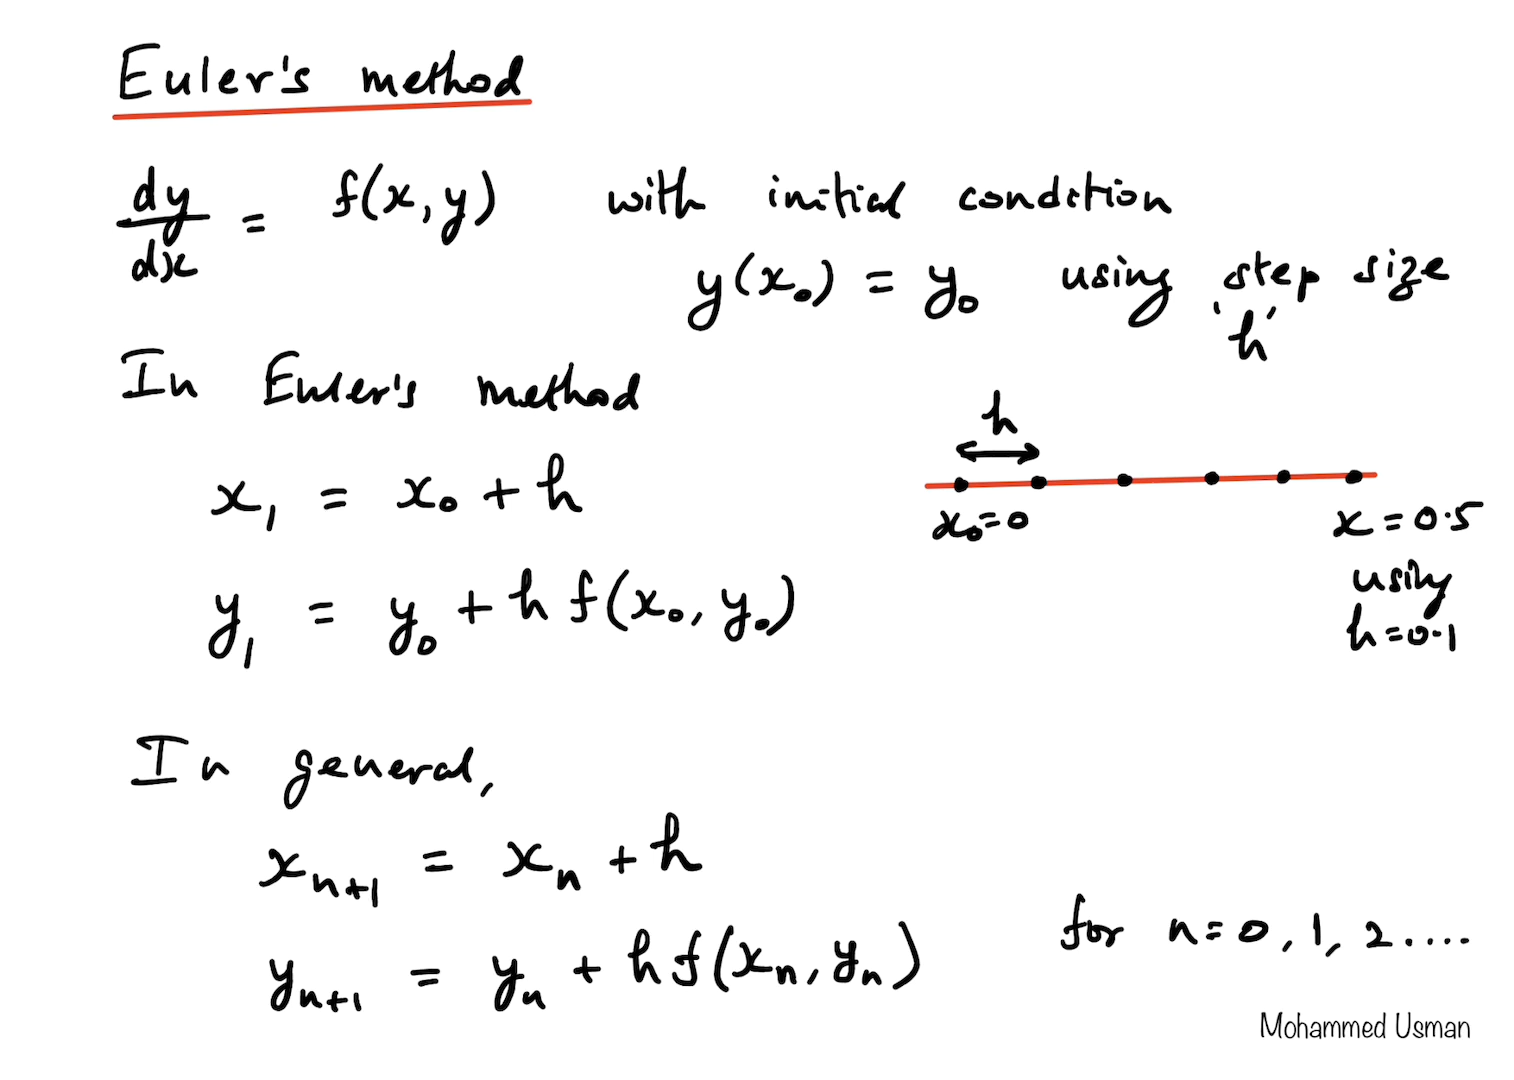 Euler's method
dy/dx = f(x, y) with initial condition
y(x₀) = y₀ using step size
'h'
In Euler's method
h
x₁ = x₀ + h
x₀=0
x = 0.5
using
h=0.1
y₁ = y₀ + h f(x₀, y₀)
In general,
xₙ₊₁ = xₙ + h
yₙ₊₁ = yₙ + h f(xₙ, yₙ) for n=0, 1, 2....
Mohammed Usman